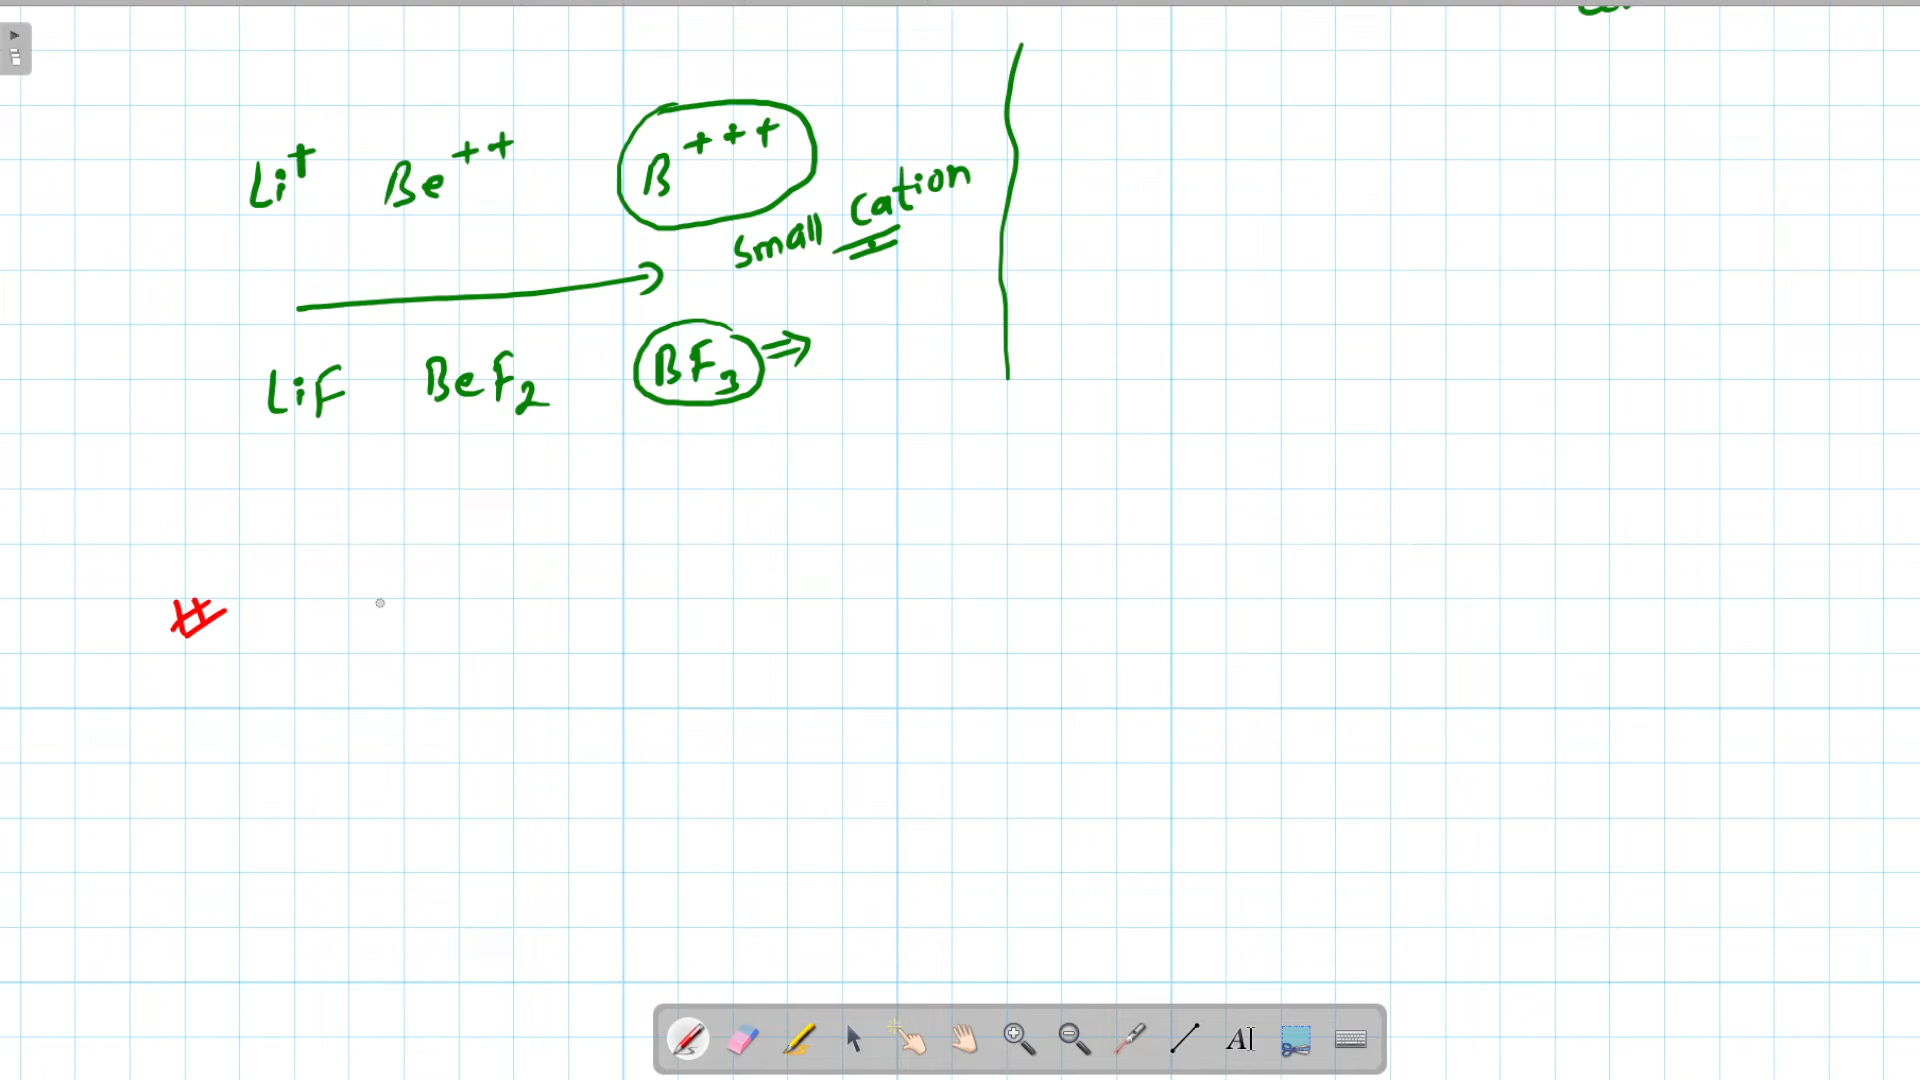 Li⁺ Be⁺⁺ B⁺⁺⁺
small cation
LiF BeF₂ BF₃ ⇒
#
AI